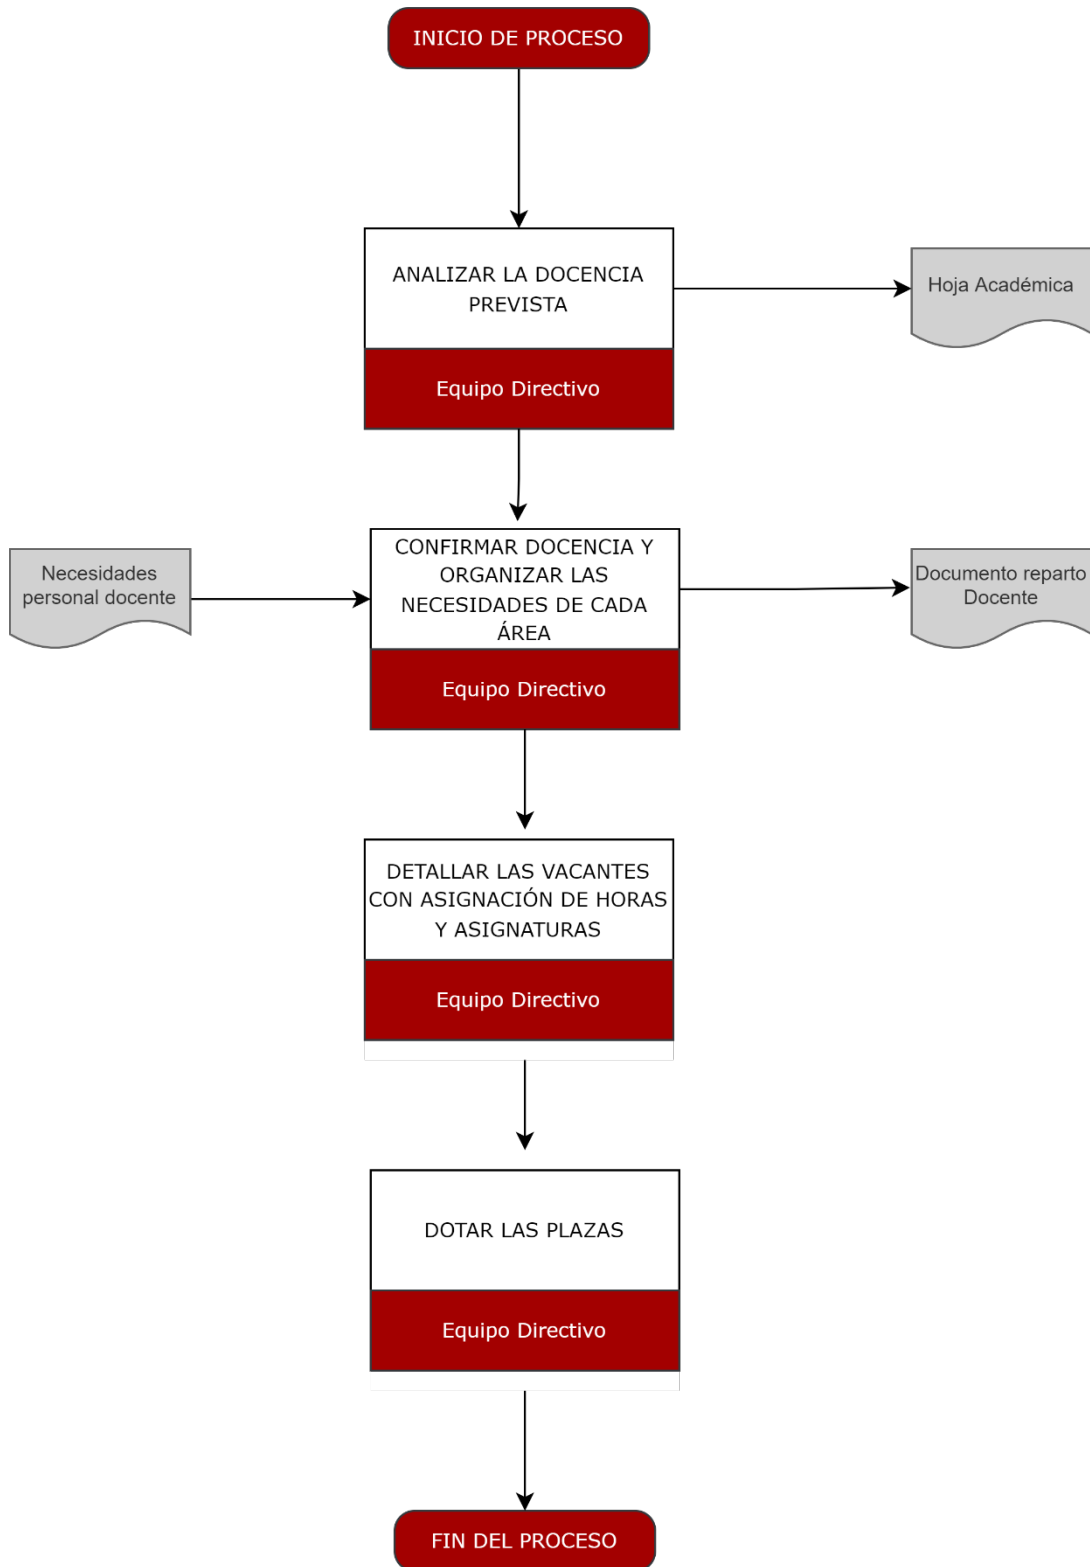 INICIO DE PROCESO
ANALIZAR LA DOCENCIA
PREVISTA
Equipo Directivo
Hoja Académica
Necesidades
personal docente
CONFIRMAR DOCENCIA Y
ORGANIZAR LAS
NECESIDADES DE CADA
ÁREA
Equipo Directivo
Documento reparto
Docente
DETALLAR LAS VACANTES
CON ASIGNACIÓN DE HORAS
Y ASIGNATURAS
Equipo Directivo
DOTAR LAS PLAZAS
Equipo Directivo
FIN DEL PROCESO